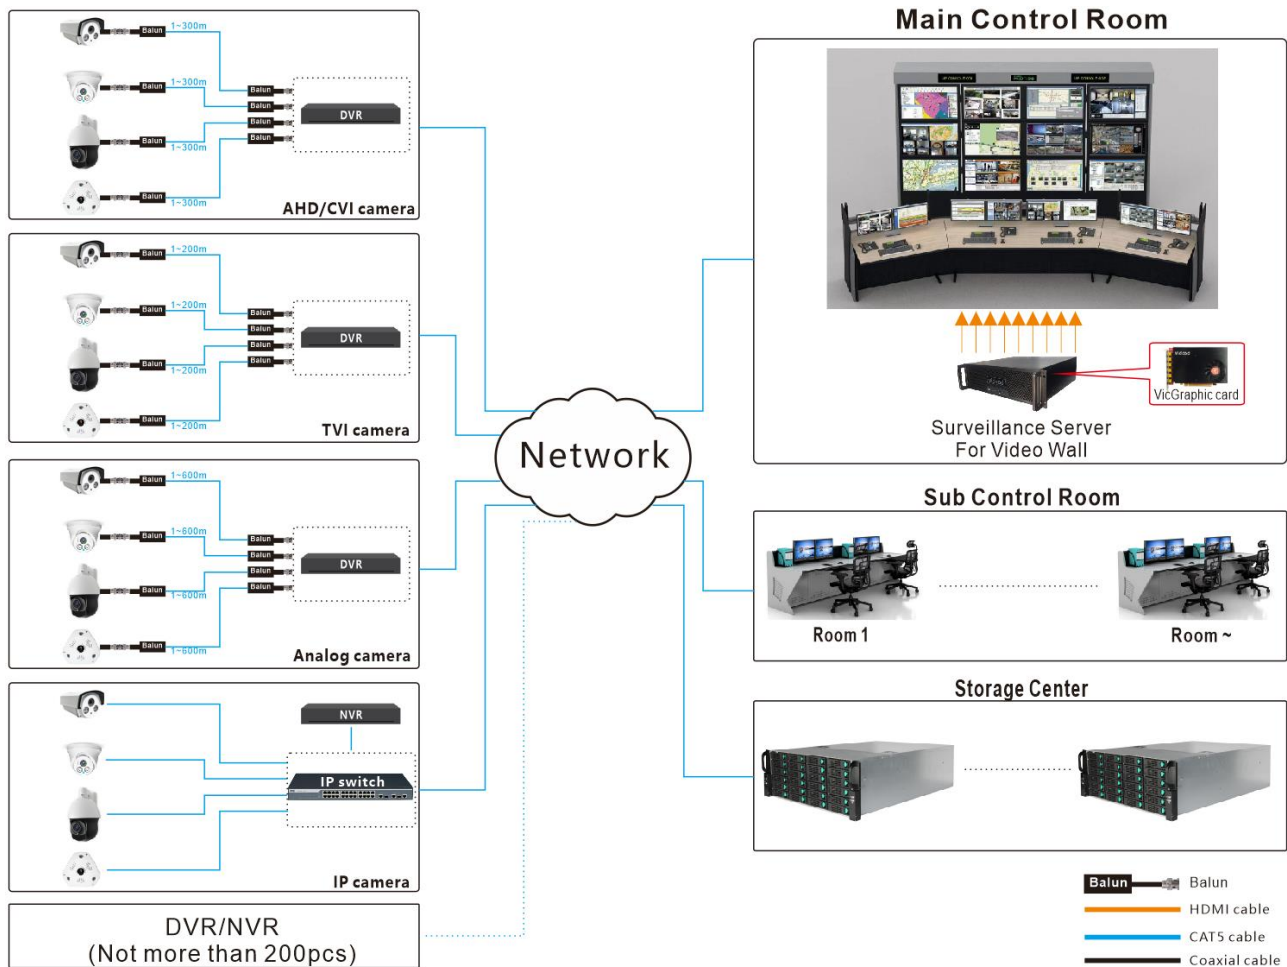 Balun
1~300m
Balun
1~300m
Balun
1~300m
Balun
1~300m
Balun
Balun
Balun
Balun
DVR
AHD/CVI camera
Balun
1~200m
Balun
1~200m
Balun
1~200m
Balun
1~200m
Balun
Balun
Balun
Balun
DVR
TVI camera
Balun
1~600m
Balun
1~600m
Balun
1~600m
Balun
1~600m
Balun
Balun
Balun
Balun
DVR
Analog camera
NVR
IP switch
IP camera
DVR/NVR
(Not more than 200pcs)
Network
Main Control Room
VicGraphic card
Surveillance Server
For Video Wall
Sub Control Room
Room 1
Room ~
Storage Center
Balun
Balun
HDMI cable
CAT5 cable
Coaxial cable